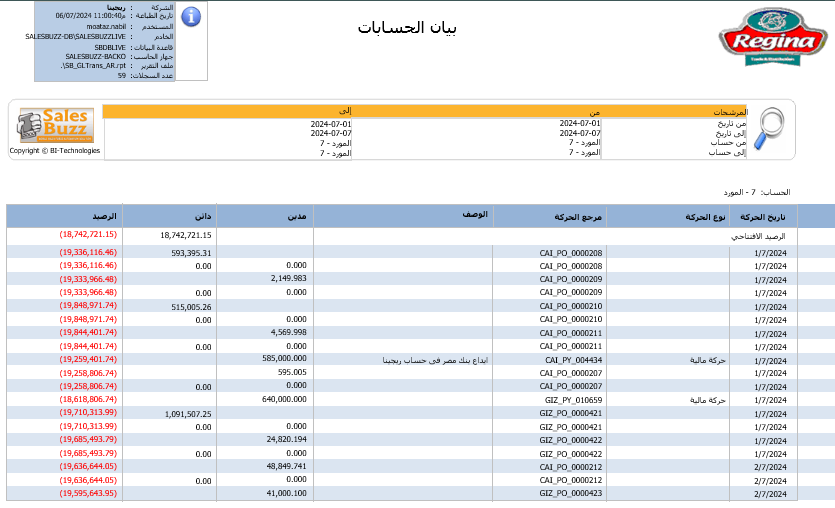 الشركة : ريجينا
تاريخ الطباعة : 06/07/2024 11:00:40م
المستخدم : moataz.nabil
الخادم : SALESBUZZ-DB\SALESBUZZLIVE
قاعدة البيانات: SBDBLIVE
جهاز الحاسب: SALESBUZZ-BACKO
ملف التقرير : \SB_GLTrans_AR.rpt.
عدد السجلات: 59
بيان الحسابات
Regina
Sales Buzz
Copyright © BI-Technologies
المرشحات من إلى
من تاريخ 2024-07-01 2024-07-01
إلى تاريخ 2024-07-07 2024-07-07
من حساب المورد - 7 المورد - 7
إلى حساب المورد - 7 المورد - 7
الحساب: 7 - المورد
تاريخ الحركة نوع الحركة مرجع الحركة الوصف مدين دائن الرصيد
الرصيد الافتتاحي 18,742,721.15 (18,742,721.15)
1/7/2024 CAI_PO_0000208 593,395.31 (19,336,116.46)
1/7/2024 CAI_PO_0000208 0.000 0.00 (19,336,116.46)
1/7/2024 CAI_PO_0000209 2,149.983 (19,333,966.48)
1/7/2024 CAI_PO_0000209 0.000 0.00 (19,333,966.48)
1/7/2024 CAI_PO_0000210 515,005.26 (19,848,971.74)
1/7/2024 CAI_PO_0000210 0.000 0.00 (19,848,971.74)
1/7/2024 CAI_PO_0000211 4,569.998 (19,844,401.74)
1/7/2024 CAI_PO_0000211 0.000 0.00 (19,844,401.74)
1/7/2024 حركة مالية CAI_PY_004434 ايداع بنك مصر فى حساب ريجينا 585,000.000 (19,259,401.74)
1/7/2024 CAI_PO_0000207 595.005 (19,258,806.74)
1/7/2024 CAI_PO_0000207 0.000 0.00 (19,258,806.74)
1/7/2024 حركة مالية GIZ_PY_010659 640,000.000 (18,618,806.74)
1/7/2024 GIZ_PO_0000421 1,091,507.25 (19,710,313.99)
1/7/2024 GIZ_PO_0000421 0.000 0.00 (19,710,313.99)
1/7/2024 GIZ_PO_0000422 24,820.194 (19,685,493.79)
1/7/2024 GIZ_PO_0000422 0.000 0.00 (19,685,493.79)
2/7/2024 CAI_PO_0000212 48,849.741 (19,636,644.05)
2/7/2024 CAI_PO_0000212 0.000 0.00 (19,636,644.05)
2/7/2024 GIZ_PO_0000423 41,000.100 (19,595,643.95)